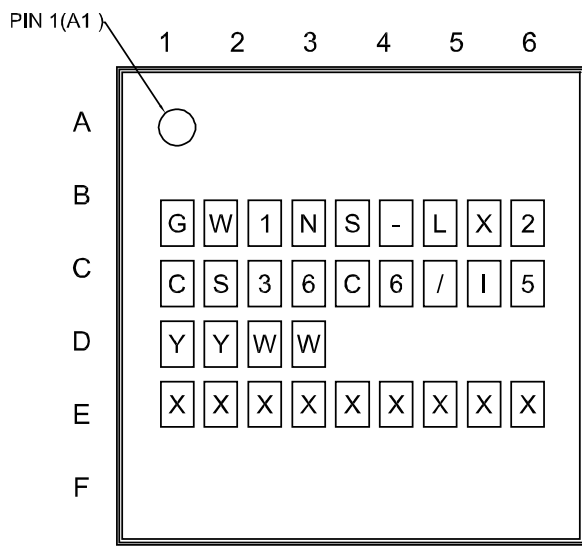 PIN 1(A1 )
1 2 3 4 5 6
A
B
GW1NS-LX2
C
CS36C6/I5
D
YYWW
E
XXXXXXXXX
F